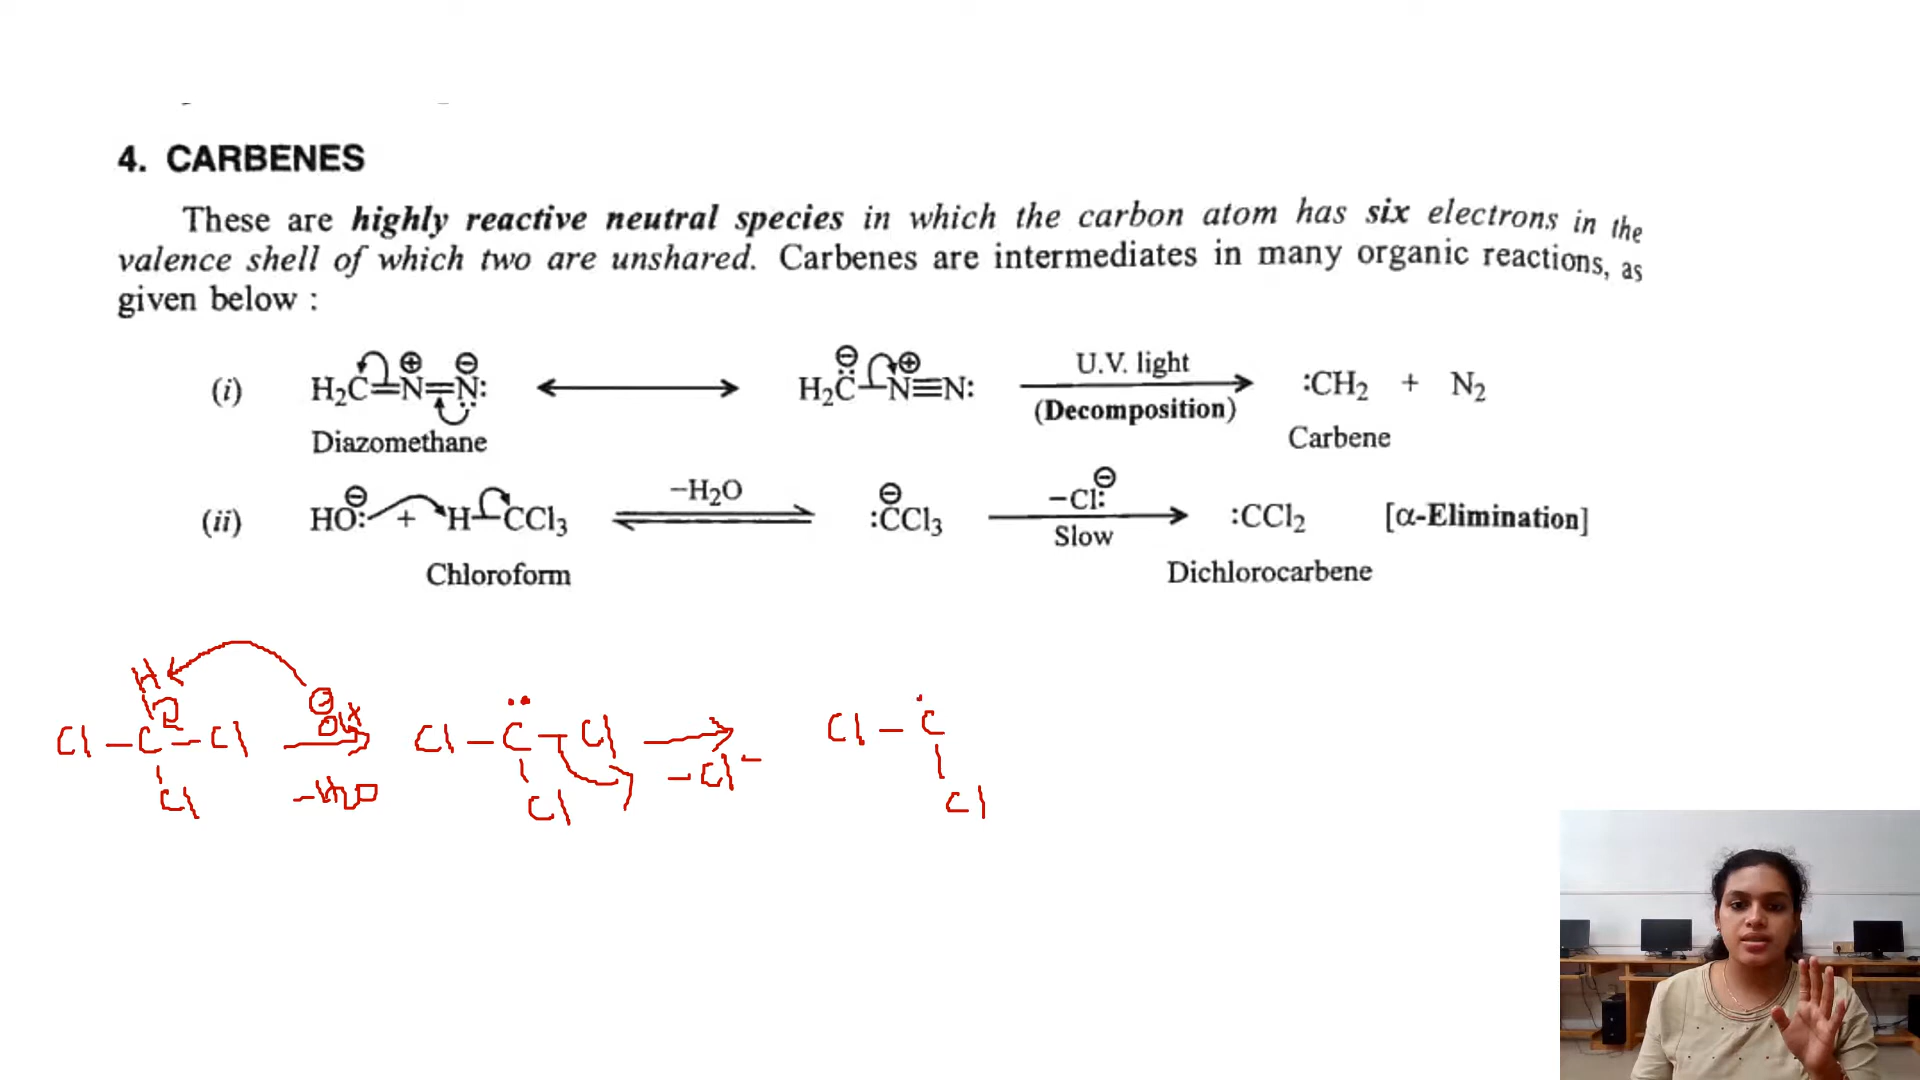 4. CARBENES
These are highly reactive neutral species in which the carbon atom has six electrons in the
valence shell of which two are unshared. Carbenes are intermediates in many organic reactions, as
given below :
(i) H₂C=N⊕=N⊖: ⟷ H₂C̈⊖–N⊕≡N: U.V. light (Decomposition) → :CH₂ + N₂
Diazomethane Carbene
(ii) HO⊖: + H–CCl₃ ⇌ –H₂O :C⊖Cl₃ → –Cl⊖: Slow :CCl₂ [α-Elimination]
Chloroform Dichlorocarbene
H ⊖
Cl – C – Cl → Cl – C̈ – Cl → Cl – C
–H₂O – Cl⁻
Cl Cl Cl